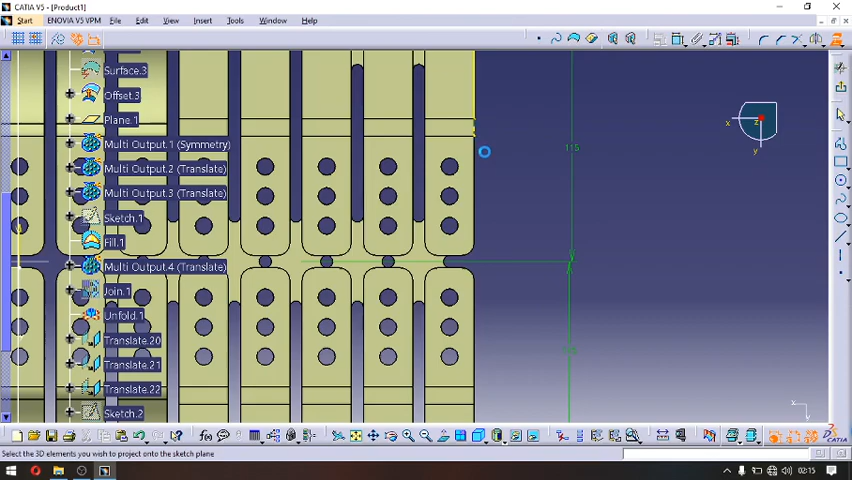 CATIA V5 - [Product1]
Start ENOVIA V5 VPM File Edit View Insert Tools Window Help
Surface.3
Offset.3
Plane.1
Multi Output.1 (Symmetry)
Multi Output.2 (Translate)
Multi Output.3 (Translate)
Sketch.1
Fill.1
Multi Output.4 (Translate)
Join.1
Unfold.1
Translate.20
Translate.21
Translate.22
Sketch.2
115
x
z
y
Select the 3D elements you wish to project onto the sketch plane
02:15